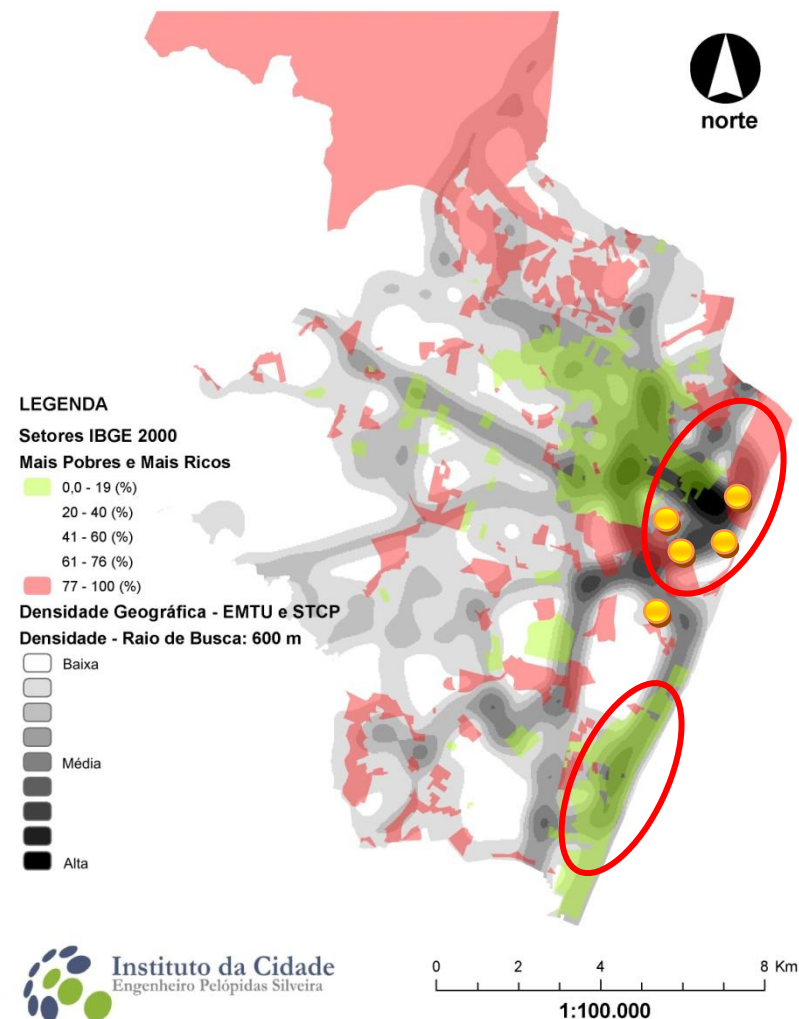 norte
LEGENDA
Setores IBGE 2000
Mais Pobres e Mais Ricos
0,0 - 19 (%)
20 - 40 (%)
41 - 60 (%)
61 - 76 (%)
77 - 100 (%)
Densidade Geográfica - EMTU e STCP
Densidade - Raio de Busca: 600 m
Baixa
Média
Alta
Instituto da Cidade
Engenheiro Pelópidas Silveira
0 2 4 8 Km
1:100.000